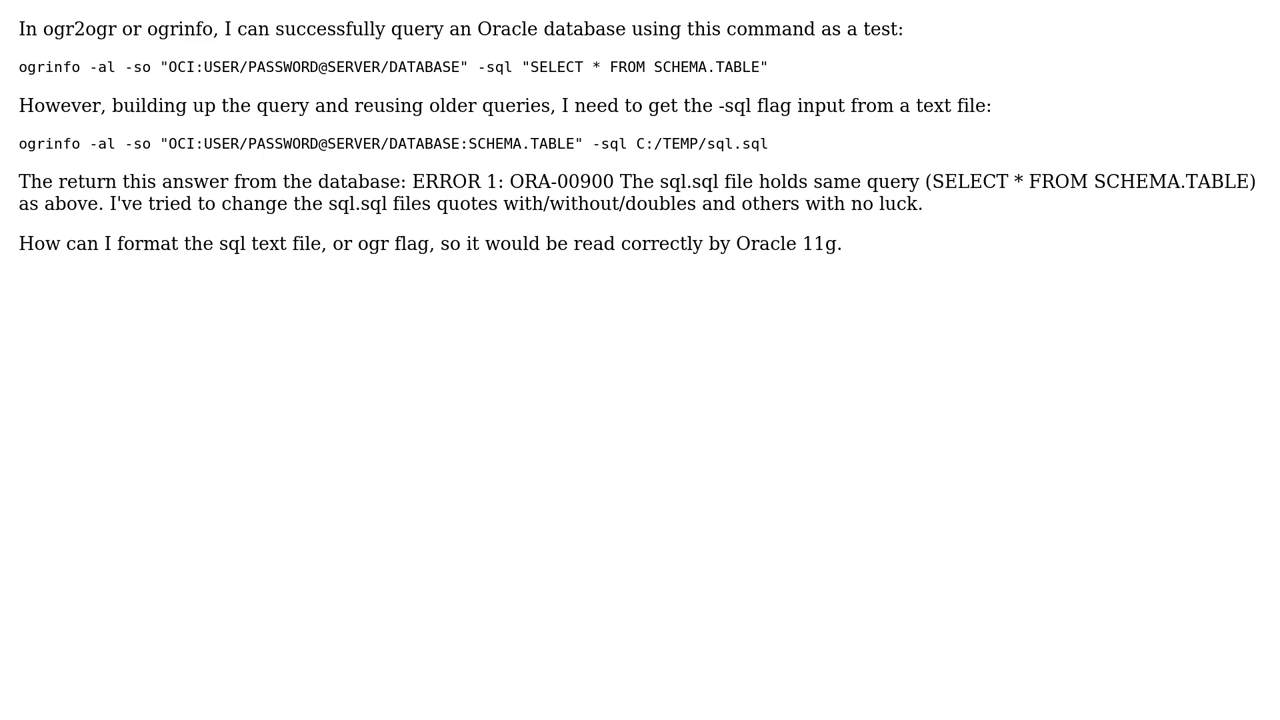 In ogr2ogr or ogrinfo, I can successfully query an Oracle database using this command as a test:
ogrinfo -al -so "OCI:USER/PASSWORD@SERVER/DATABASE" -sql "SELECT * FROM SCHEMA.TABLE"
However, building up the query and reusing older queries, I need to get the -sql flag input from a text file:
ogrinfo -al -so "OCI:USER/PASSWORD@SERVER/DATABASE:SCHEMA.TABLE" -sql C:/TEMP/sql.sql
The return this answer from the database: ERROR 1: ORA-00900 The sql.sql file holds same query (SELECT * FROM SCHEMA.TABLE)
as above. I've tried to change the sql.sql files quotes with/without/doubles and others with no luck.
How can I format the sql text file, or ogr flag, so it would be read correctly by Oracle 11g.